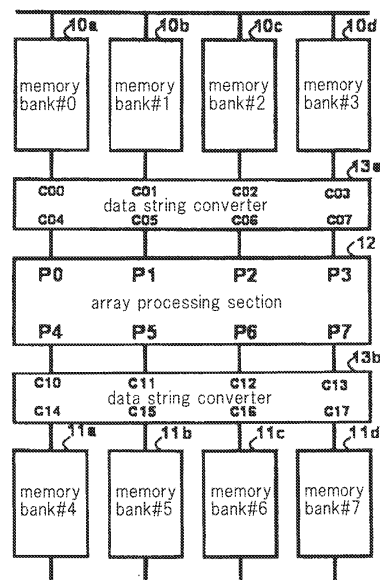 10a 10b 10c 10d
memory bank#0 memory bank#1 memory bank#2 memory bank#3
13a
C00 C01 C02 C03
data string converter
C04 C05 C06 C07
12
P0 P1 P2 P3
array processing section
P4 P5 P6 P7
13b
C10 C11 C12 C13
data string converter
C14 C15 C16 C17
11a 11b 11c 11d
memory bank#4 memory bank#5 memory bank#6 memory bank#7